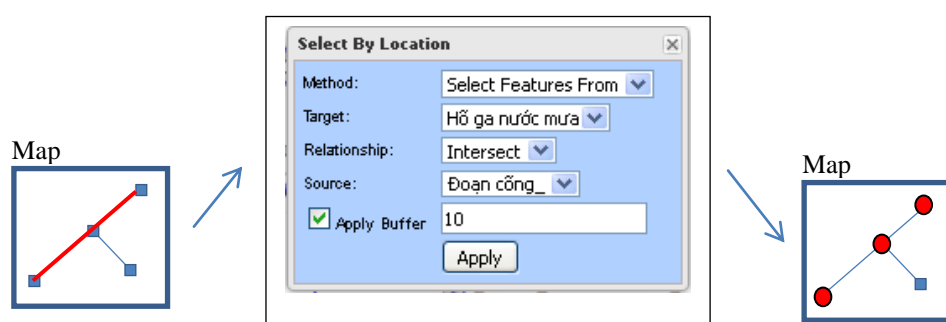 Select By Location
Method: Select Features From
Target: Hố ga nước mưa
Relationship: Intersect
Source: Đoạn cống_
Apply Buffer 10
Apply
Map
Map